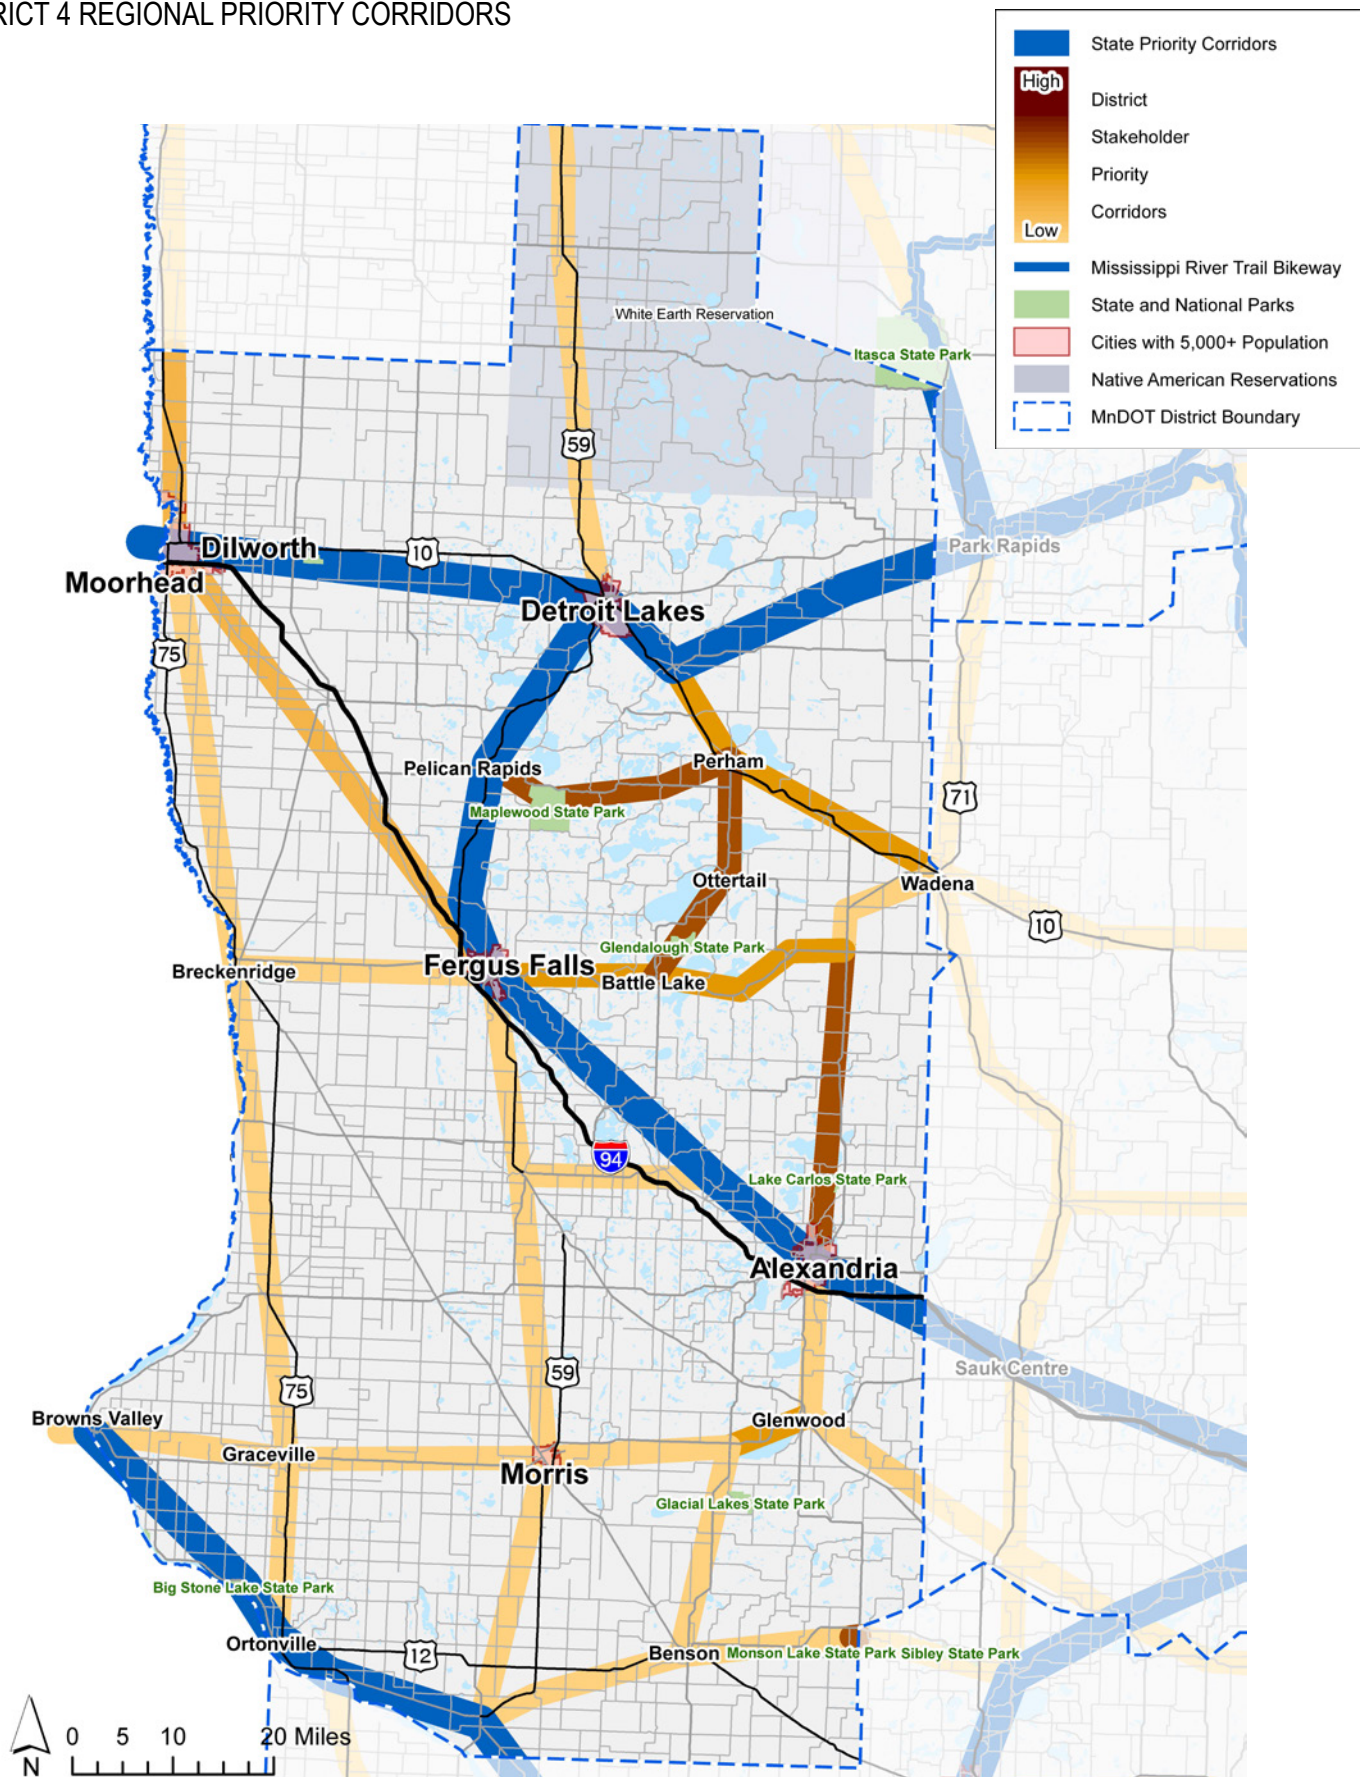 RICT 4 REGIONAL PRIORITY CORRIDORS
State Priority Corridors
High
District
Stakeholder
Priority
Corridors
Low
Mississippi River Trail Bikeway
State and National Parks
Cities with 5,000+ Population
Native American Reservations
MnDOT District Boundary
White Earth Reservation
Itasca State Park
59
Dilworth
10
Park Rapids
Moorhead
Detroit Lakes
75
Pelican Rapids
Perham
71
Maplewood State Park
Ottertail
Wadena
10
Glendalough State Park
Fergus Falls
Breckenridge
Battle Lake
94
Lake Carlos State Park
Alexandria
Sauk Centre
59
75
Browns Valley
Glenwood
Graceville
Morris
Glacial Lakes State Park
Big Stone Lake State Park
Ortonville
12
Benson
Monson Lake State Park
Sibley State Park
0 5 10 20 Miles
N